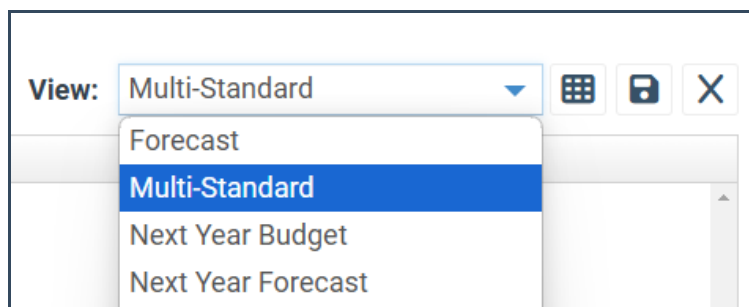 View: Multi-Standard
Forecast
Multi-Standard
Next Year Budget
Next Year Forecast